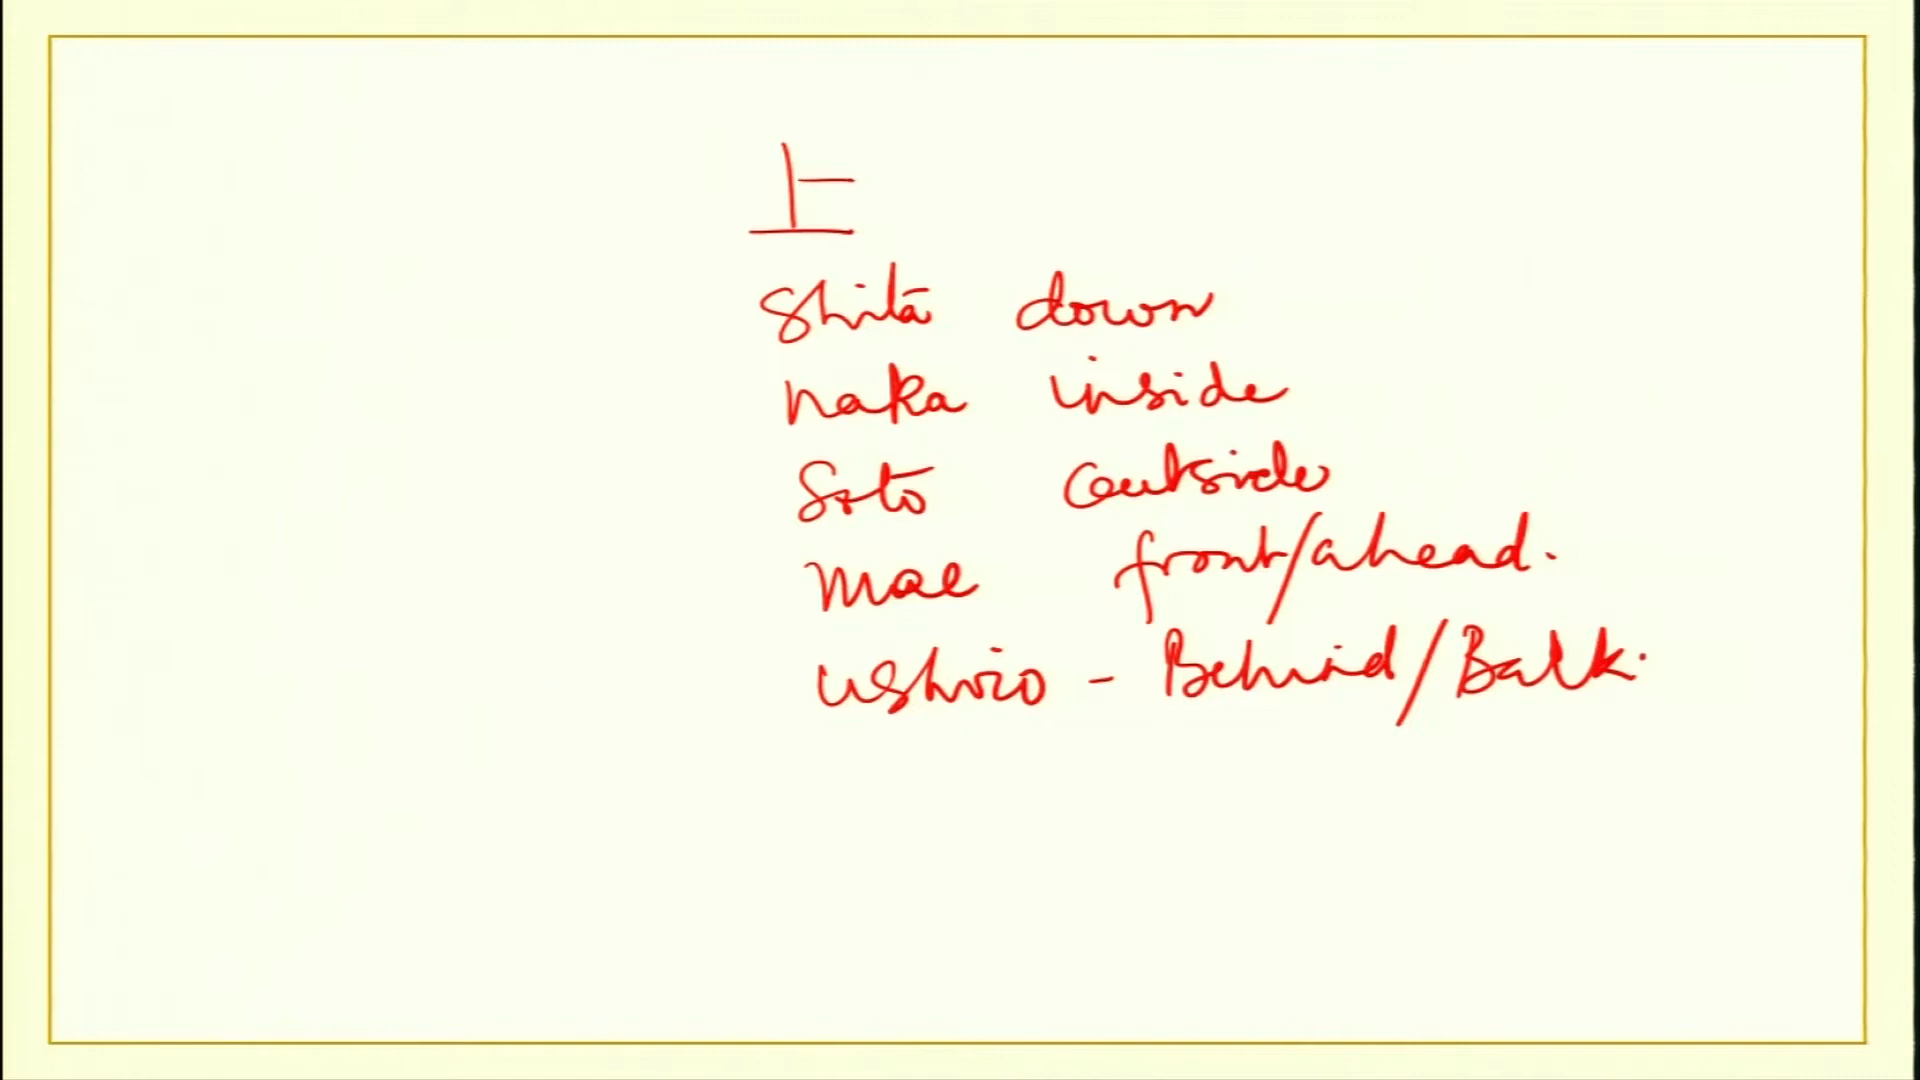 上
Shita down
naka inside
Soto outside
mae front/ahead.
ushiro - Behind/Back.